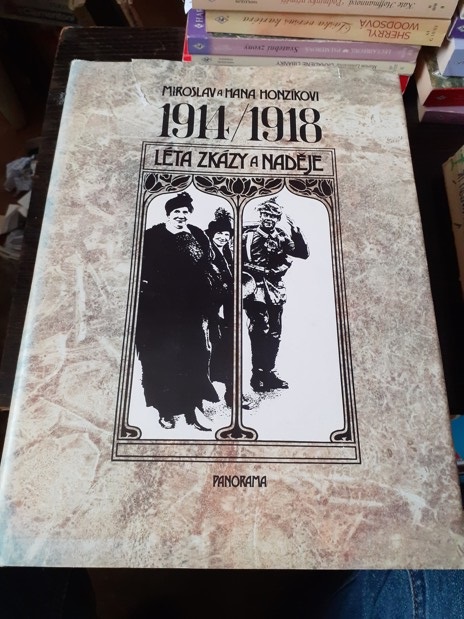 SHERRYL
WOODSOVÁ
MIROSLAV A HANA HONZÍKOVI
1914/1918
LÉTA ZKÁZY A NADĚJE
PANORAMA